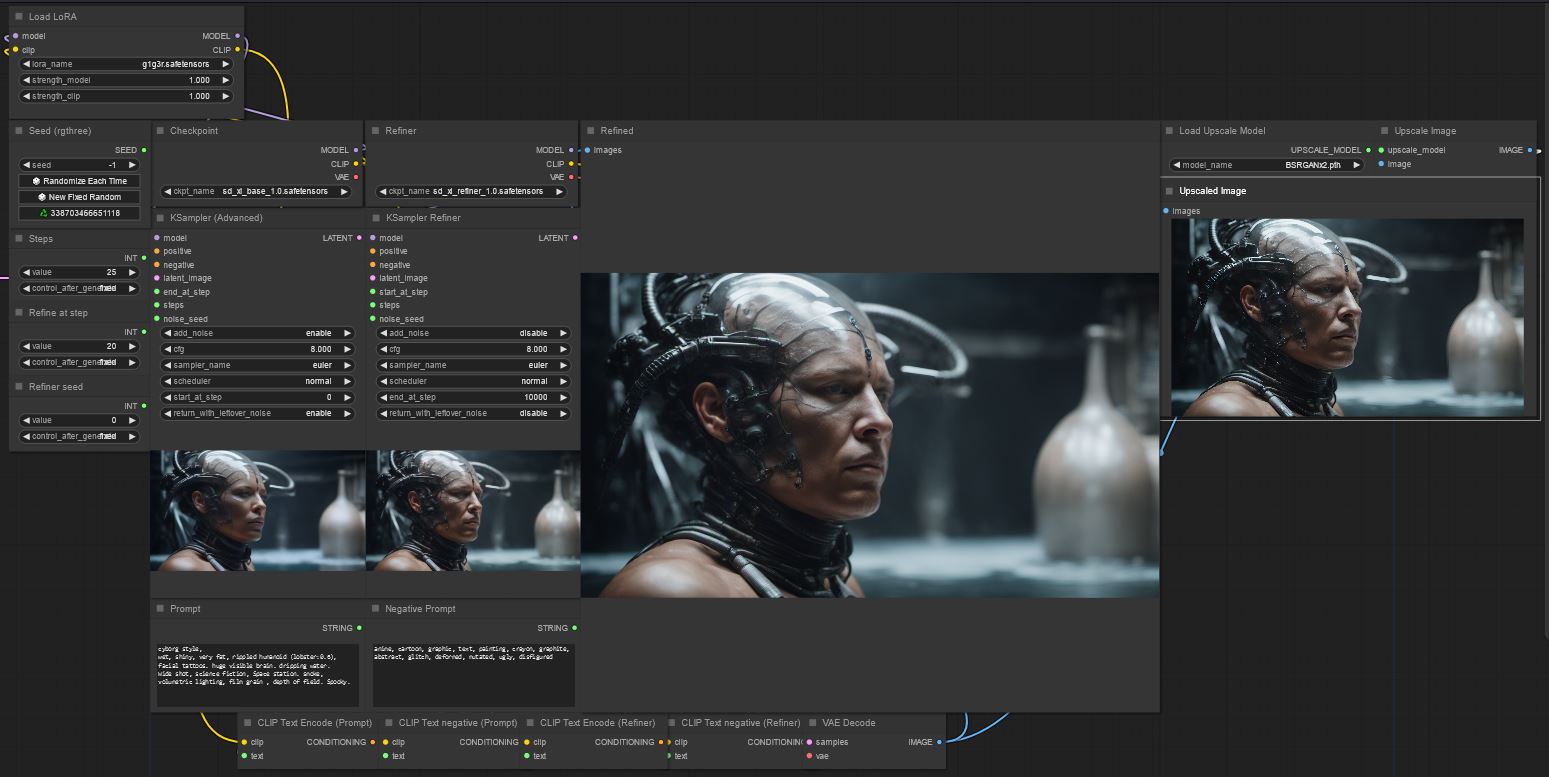 Load LoRA
model MODEL
clip CLIP
lora_name g1g3r.safetensors
strength_model 1.000
strength_clip 1.000
Seed (rgthree)
SEED
seed -1
Randomize Each Time
New Fixed Random
338703466651118
Steps
INT
value 25
control_after_gene fixed
Refine at step
INT
value 20
control_after_gene fixed
Refiner seed
INT
value 0
control_after_gene fixed
Checkpoint
MODEL
CLIP
VAE
ckpt_name sd_xl_base_1.0.safetensors
Refiner
MODEL
CLIP
VAE
ckpt_name sd_xl_refiner_1.0.safetensors
KSampler (Advanced)
model LATENT
positive
negative
latent_image
end_at_step
steps
noise_seed
add_noise enable
cfg 8.000
sampler_name euler
scheduler normal
start_at_step 0
return_with_leftover_noise enable
KSampler Refiner
model LATENT
positive
negative
latent_image
start_at_step
steps
noise_seed
add_noise disable
cfg 8.000
sampler_name euler
scheduler normal
end_at_step 10000
return_with_leftover_noise disable
Refined
images
Load Upscale Model
UPSCALE_MODEL
model_name BSRGANx2.pth
Upscale Image
upscale_model IMAGE
image
Upscaled Image
images
Prompt
STRING
cyborg style,
wet, shiny, very fat, rippled humanoid (lobster:0.6),
facial tattoos. huge visible brain. dripping water.
wide shot, science fiction, Space station. smoke,
volumetric lighting, film grain , depth of field. Spooky.
Negative Prompt
STRING
anime, cartoon, graphic, text, painting, crayon, graphite,
abstract, glitch, deformed, mutated, ugly, disfigured
CLIP Text Encode (Prompt)
clip CONDITIONING
text
CLIP Text negative (Prompt)
clip CONDITIONING
text
CLIP Text Encode (Refiner)
clip CONDITIONING
text
CLIP Text negative (Refiner)
clip CONDITIONIN
text
VAE Decode
samples IMAGE
vae